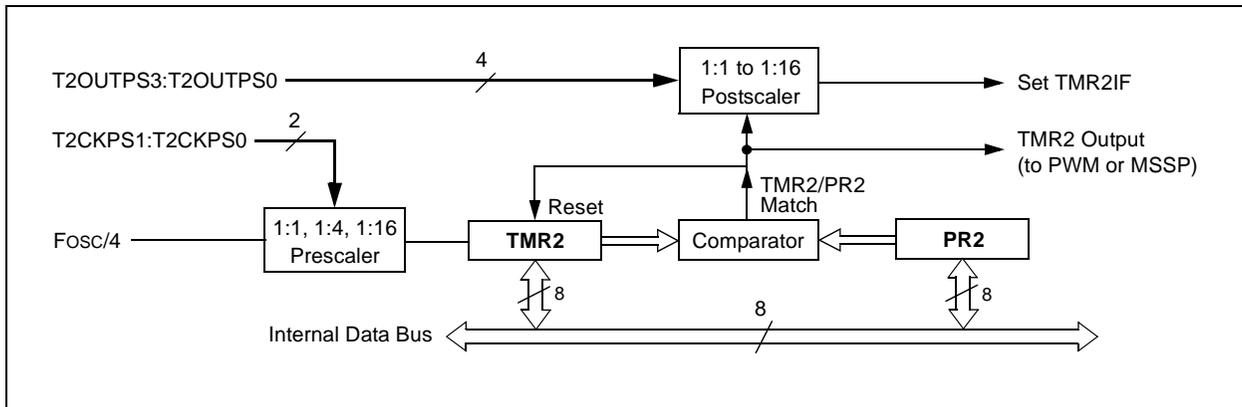 T2OUTPS3:T2OUTPS0
4
1:1 to 1:16
Postscaler
Set TMR2IF
T2CKPS1:T2CKPS0
2
TMR2 Output
(to PWM or MSSP)
TMR2/PR2
Match
Reset
FOSC/4
1:1, 1:4, 1:16
Prescaler
TMR2
Comparator
PR2
8
8
Internal Data Bus
8